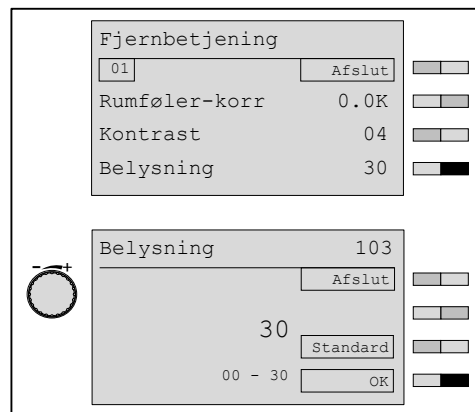 Fjernbetjening
01 Afslut
Rumføler-korr 0.0K
Kontrast 04
Belysning 30
Belysning 103
Afslut
- +
30
Standard
00 - 30 OK